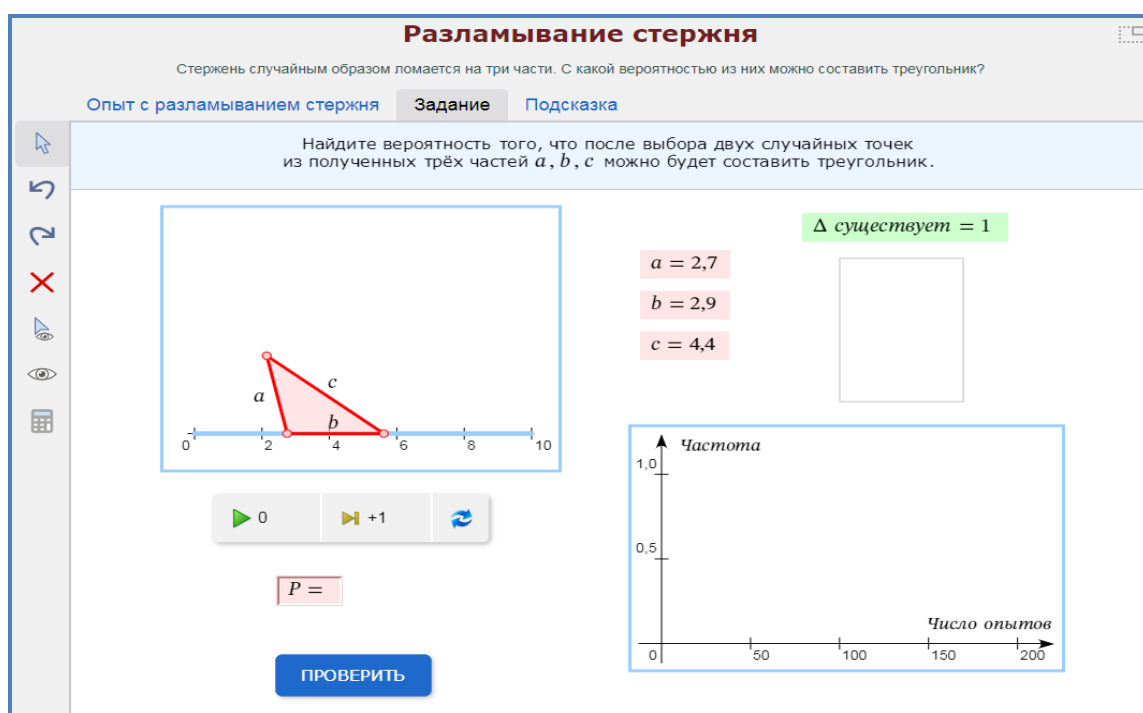 Разламывание стержня
Стержень случайным образом ломается на три части. С какой вероятностью из них можно составить треугольник?
Опыт с разламыванием стержня Задание Подсказка
Найдите вероятность того, что после выбора двух случайных точек
из полученных трёх частей a, b, c можно будет составить треугольник.
Δ существует = 1
a = 2,7
b = 2,9
c = 4,4
c
a
b
0 2 4 6 8 10
0 +1
P =
ПРОВЕРИТЬ
Частота
1,0
0,5
Число опытов
0 50 100 150 200